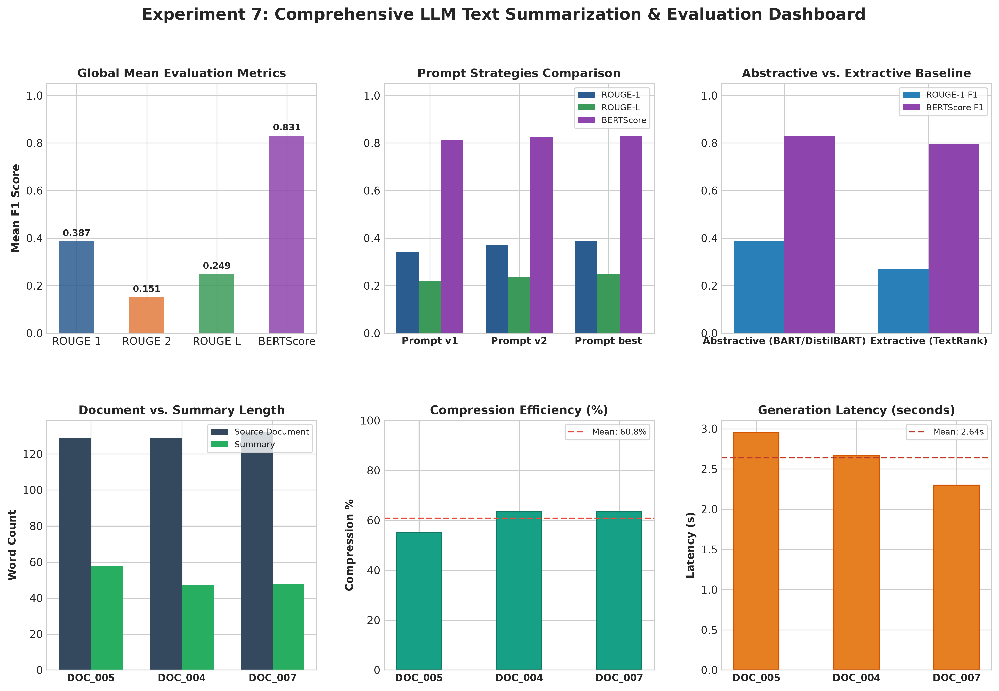 Experiment 7: Comprehensive LLM Text Summarization & Evaluation Dashboard
Global Mean Evaluation Metrics
Mean F1 Score
1.0
0.8
0.6
0.4
0.2
0.0
0.387
0.151
0.249
0.831
ROUGE-1
ROUGE-2
ROUGE-L
BERTScore
Prompt Strategies Comparison
1.0
0.8
0.6
0.4
0.2
0.0
ROUGE-1
ROUGE-L
BERTScore
Prompt v1
Prompt v2
Prompt best
Abstractive vs. Extractive Baseline
1.0
0.8
0.6
0.4
0.2
0.0
ROUGE-1 F1
BERTScore F1
Abstractive (BART/DistilBART)
Extractive (TextRank)
Document vs. Summary Length
Word Count
120
100
80
60
40
20
0
Source Document
Summary
DOC_005
DOC_004
DOC_007
Compression Efficiency (%)
Compression %
100
80
60
40
20
0
Mean: 60.8%
DOC_005
DOC_004
DOC_007
Generation Latency (seconds)
Latency (s)
3.0
2.5
2.0
1.5
1.0
0.5
0.0
Mean: 2.64s
DOC_005
DOC_004
DOC_007